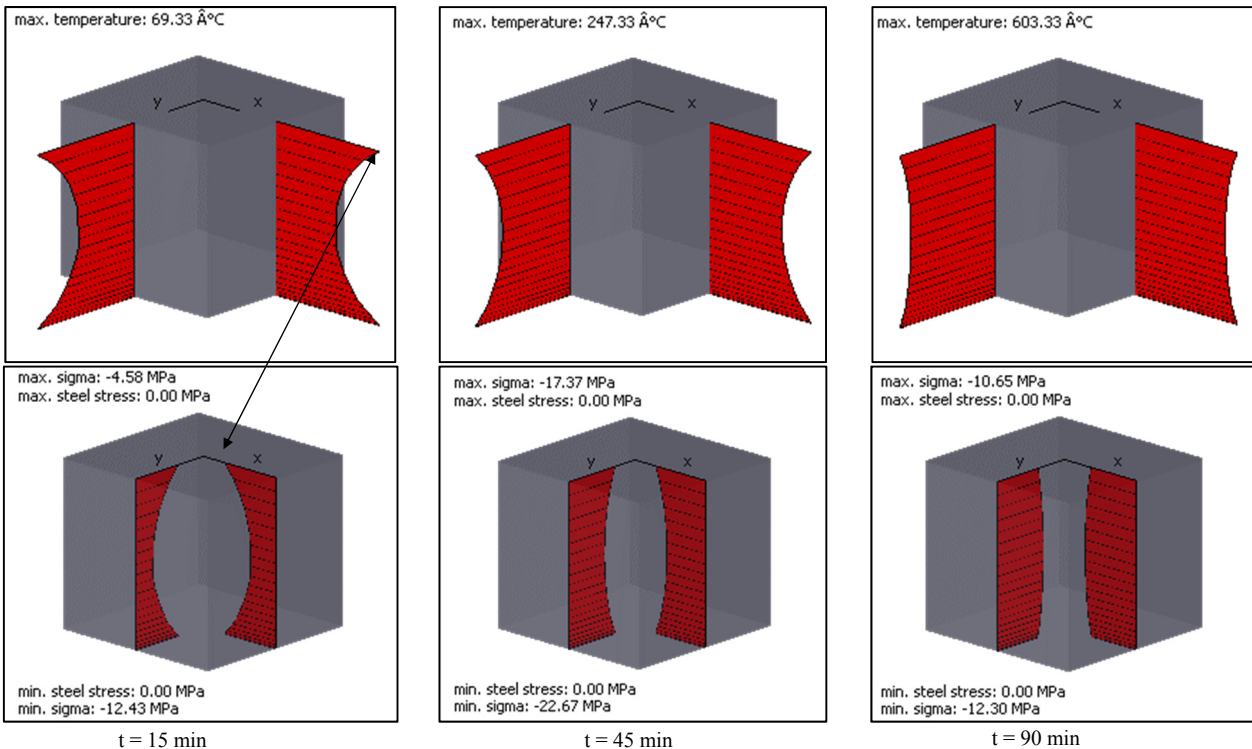 max. temperature: 69.33 Â°C
y
x
max. temperature: 247.33 Â°C
y
x
max. temperature: 603.33 Â°C
y
x
max. sigma: -4.58 MPa
max. steel stress: 0.00 MPa
y
x
min. steel stress: 0.00 MPa
min. sigma: -12.43 MPa
t = 15 min
max. sigma: -17.37 MPa
max. steel stress: 0.00 MPa
y
x
min. steel stress: 0.00 MPa
min. sigma: -22.67 MPa
t = 45 min
max. sigma: -10.65 MPa
max. steel stress: 0.00 MPa
y
x
min. steel stress: 0.00 MPa
min. sigma: -12.30 MPa
t = 90 min